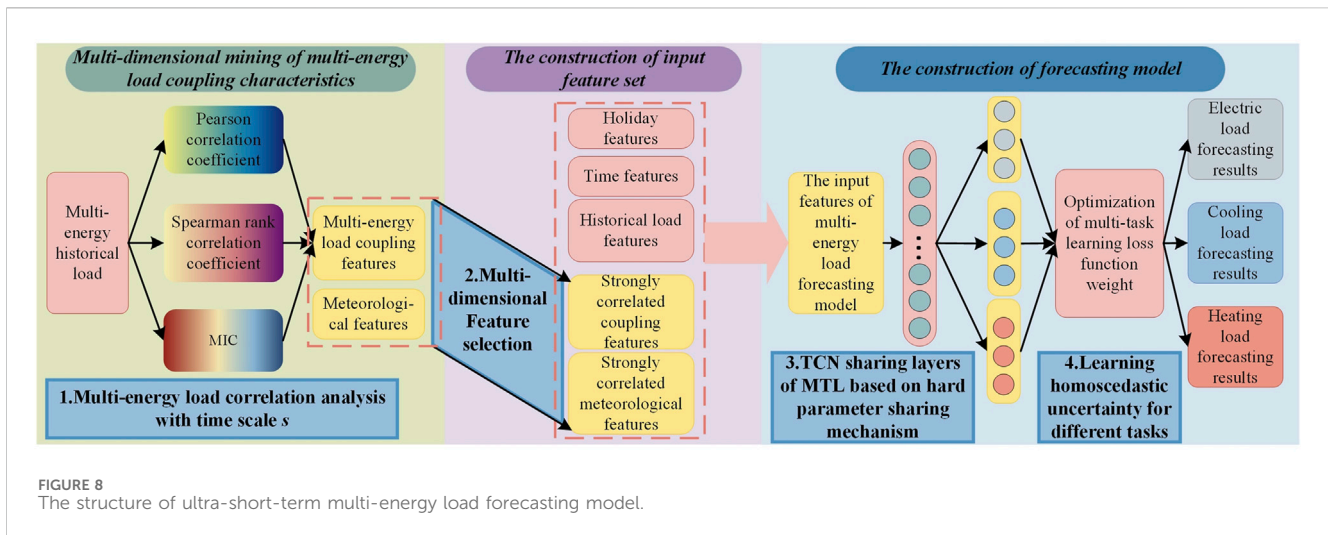 Multi-dimensional mining of multi-energy
load coupling characteristics
Multi-
energy
historical
load
Pearson
correlation
coefficient
Spearman rank
correlation
coefficient
MIC
Multi-energy
load coupling
features
Meteorologi-
cal features
1.Multi-energy load correlation analysis
with time scale s
2.Multi-
dimensional
Feature
selection
The construction of input
feature set
Holiday
features
Time features
Historical load
features
Strongly
correlated
coupling
features
Strongly
correlated
meteorological
features
The construction of forecasting model
The input
features of
multi-
energy
load
forecasting
model
3.TCN sharing layers
of MTL based on hard
parameter sharing
mechanism
Optimization
of multi-task
learning loss
function
weight
4.Learning
homoscedastic
uncertainty for
different tasks
Electric
load
forecasting
results
Cooling
load
forecasting
results
Heating
load
forecasting
results
FIGURE 8
The structure of ultra-short-term multi-energy load forecasting model.